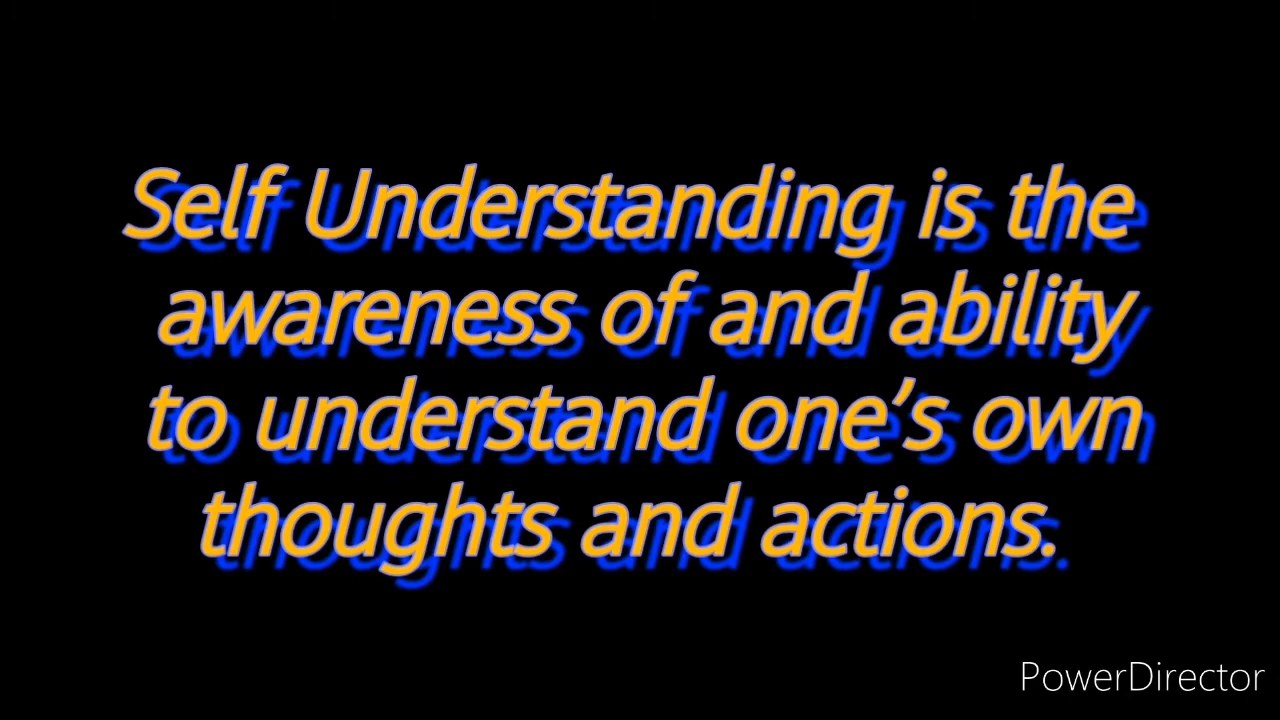 Self Understanding is the
awareness of and ability
to understand one’s own
thoughts and actions.
PowerDirector